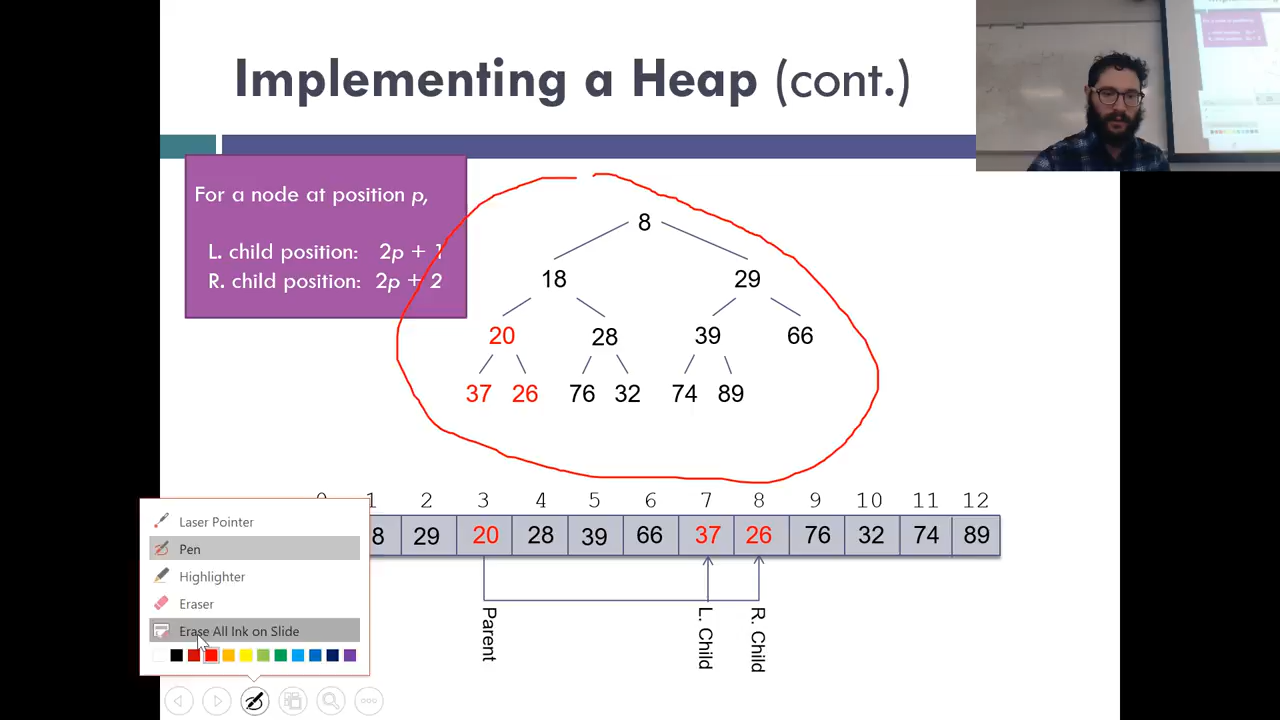 Implementing a Heap (cont.)
For a node at position p,
L. child position: 2p + 1
R. child position: 2p + 2
8
18 29
20 28 39 66
37 26 76 32 74 89
1 2 3 4 5 6 7 8 9 10 11 12
8 29 20 28 39 66 37 26 76 32 74 89
Parent
L. Child
R. Child
Laser Pointer
Pen
Highlighter
Eraser
Erase All Ink on Slide